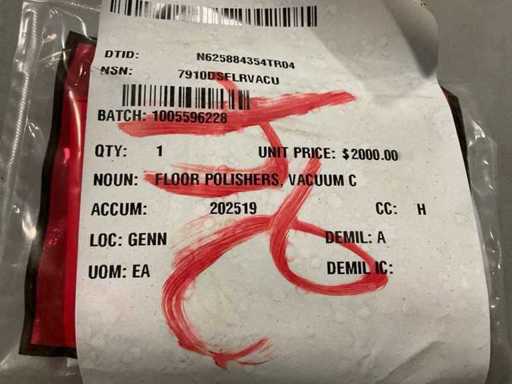 DTID: N625884354TR04
NSN: 7910DSFLRVACU
BATCH: 1005596228
QTY: 1 UNIT PRICE: $2000.00
NOUN: FLOOR POLISHERS, VACUUM C
ACCUM: 202519 CC: H
LOC: GENN DEMIL: A
UOM: EA DEMIL IC: